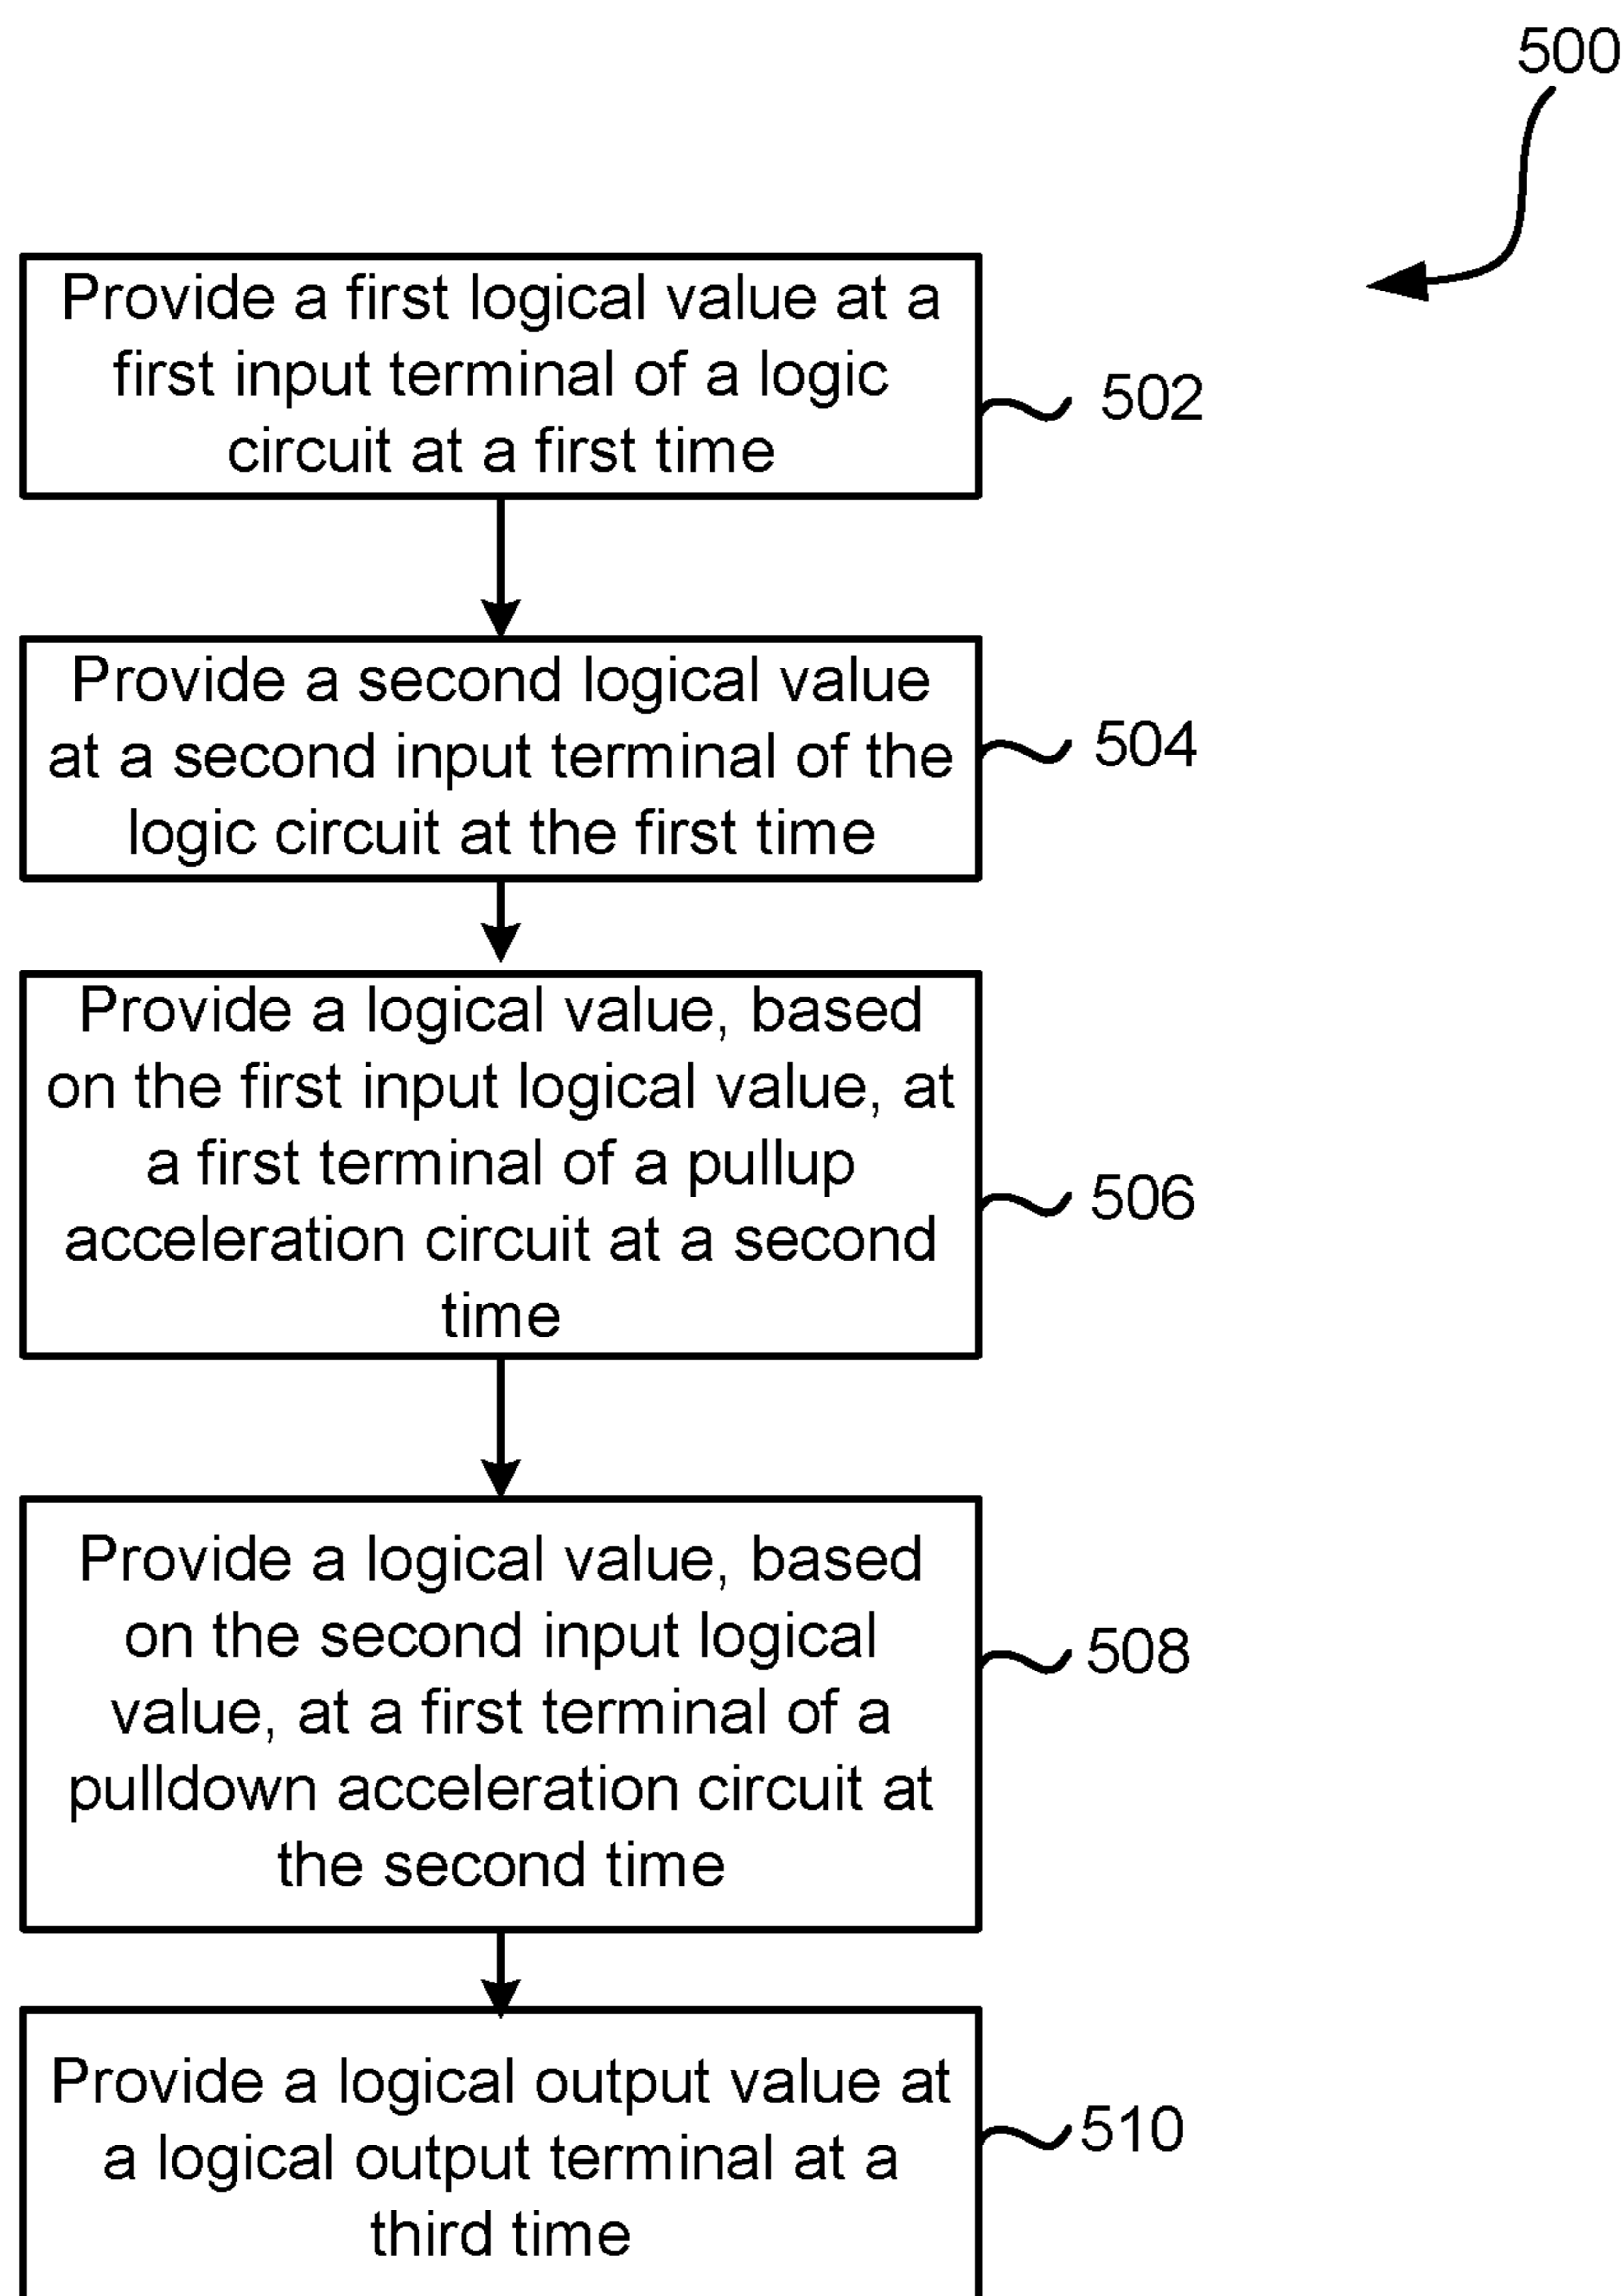 500
Provide a first logical value at a
first input terminal of a logic
circuit at a first time
502
Provide a second logical value
at a second input terminal of the
logic circuit at the first time
504
Provide a logical value, based
on the first input logical value, at
a first terminal of a pullup
acceleration circuit at a second
time
506
Provide a logical value, based
on the second input logical
value, at a first terminal of a
pulldown acceleration circuit at
the second time
508
Provide a logical output value at
a logical output terminal at a
third time
510